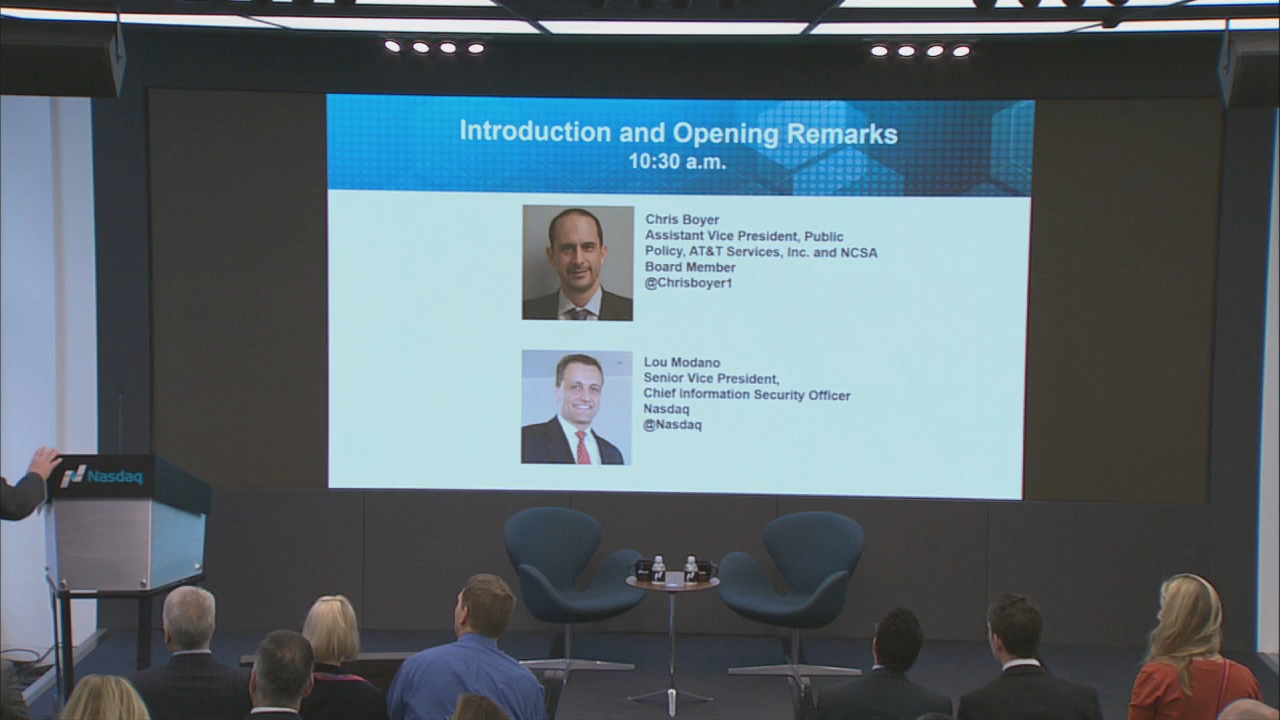 Introduction and Opening Remarks
10:30 a.m.
Chris Boyer
Assistant Vice President, Public
Policy, AT&T Services, Inc. and NCSA
Board Member
@Chrisboyer1
Lou Modano
Senior Vice President,
Chief Information Security Officer
Nasdaq
@Nasdaq
Nasdaq